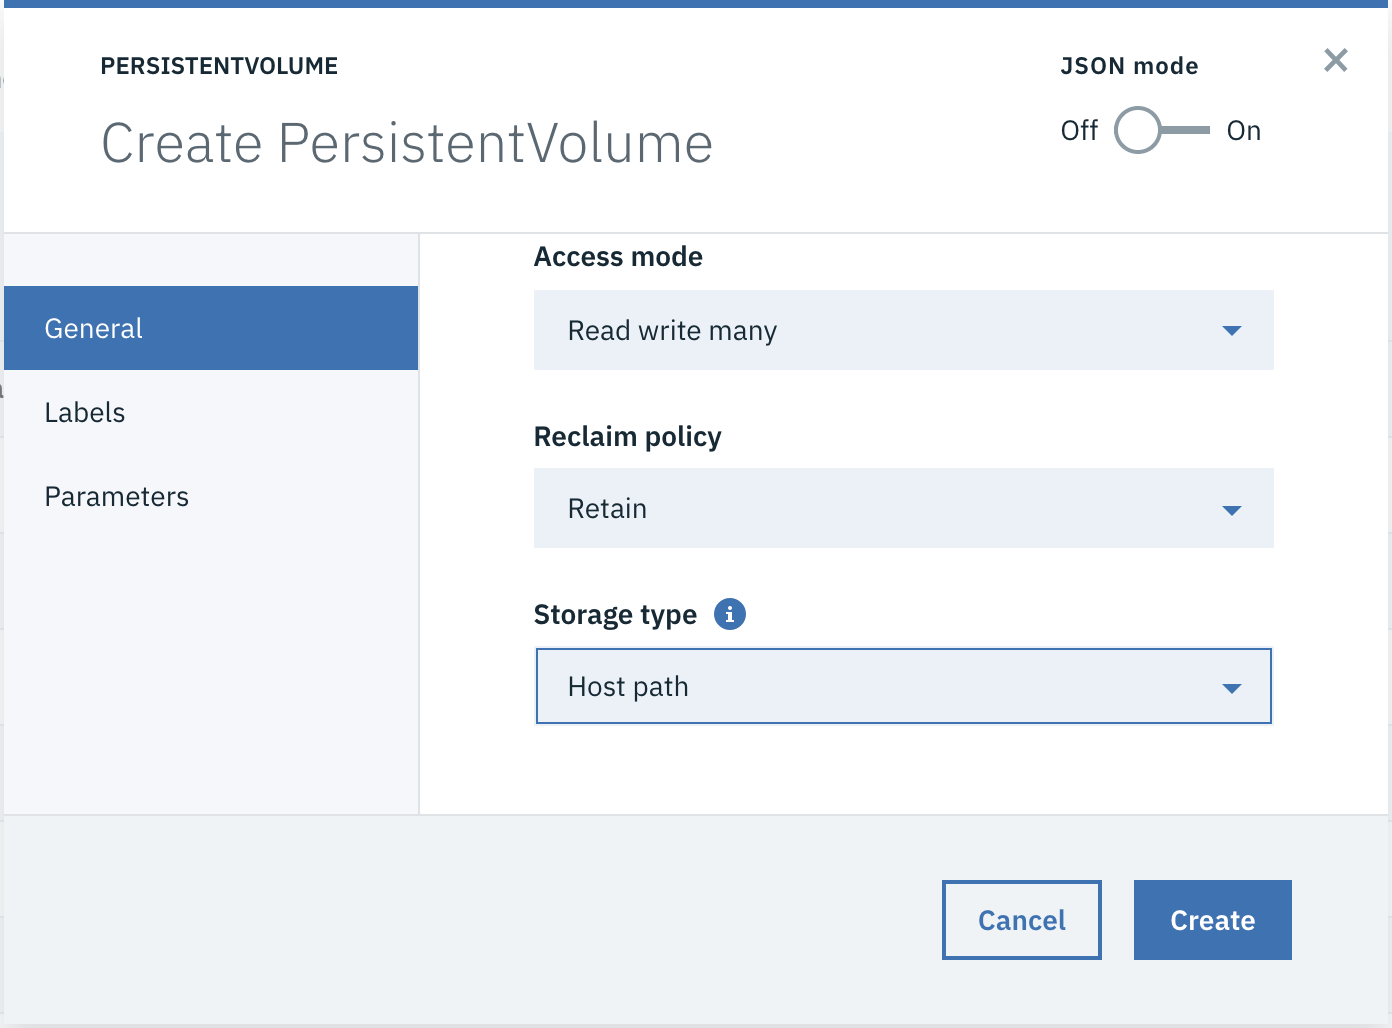 PERSISTENTVOLUME
JSON mode
Create PersistentVolume
Off On
General
Labels
Parameters
Access mode
Read write many
Reclaim policy
Retain
Storage type
Host path
Cancel
Create